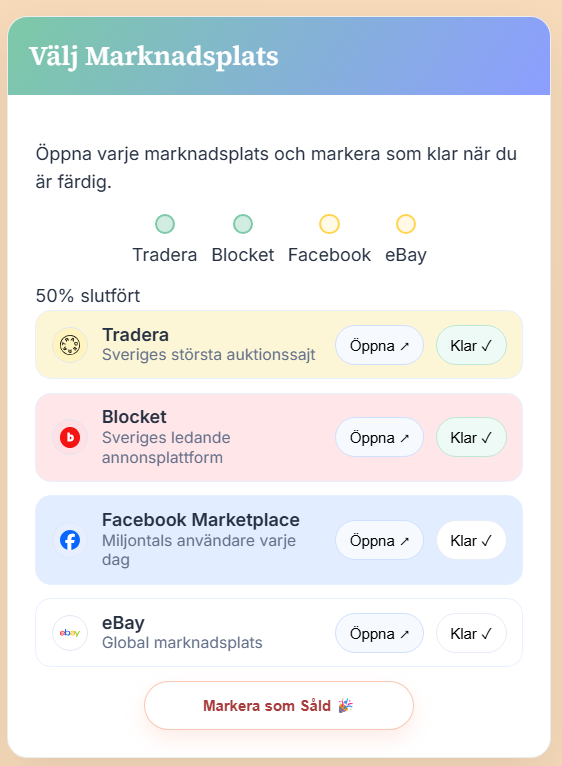 Välj Marknadsplats
Öppna varje marknadsplats och markera som klar när du
är färdig.
Tradera Blocket Facebook eBay
50% slutfört
Tradera
Sveriges största auktionssajt
Öppna ↗ Klar ✓
b
Blocket
Sveriges ledande
annonsplattform
Öppna ↗ Klar ✓
Facebook Marketplace
Miljontals användare varje
dag
Öppna ↗ Klar ✓
ebay
eBay
Global marknadsplats
Öppna ↗ Klar ✓
Markera som Såld 🎉